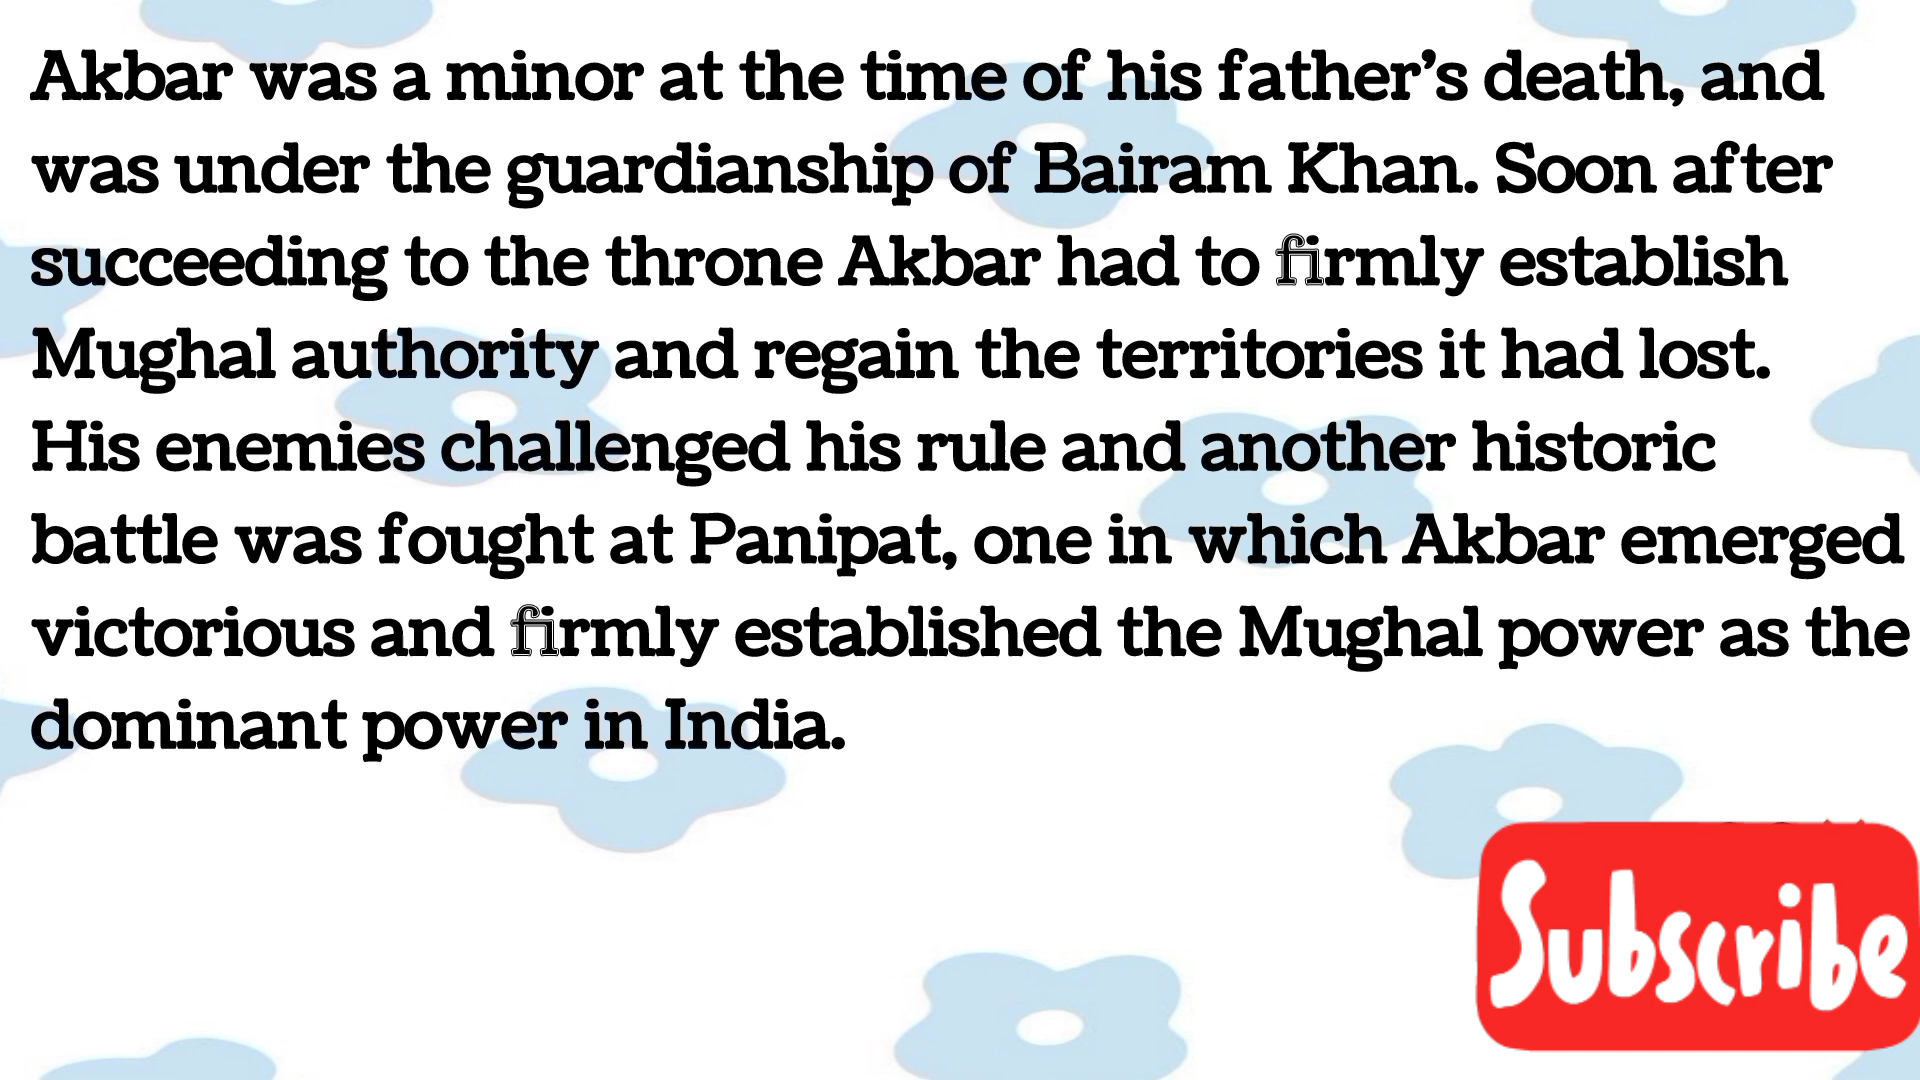 Akbar was a minor at the time of his father’s death, and
was under the guardianship of Bairam Khan. Soon after
succeeding to the throne Akbar had to firmly establish
Mughal authority and regain the territories it had lost.
His enemies challenged his rule and another historic
battle was fought at Panipat, one in which Akbar emerged
victorious and firmly established the Mughal power as the
dominant power in India.
Subscribe